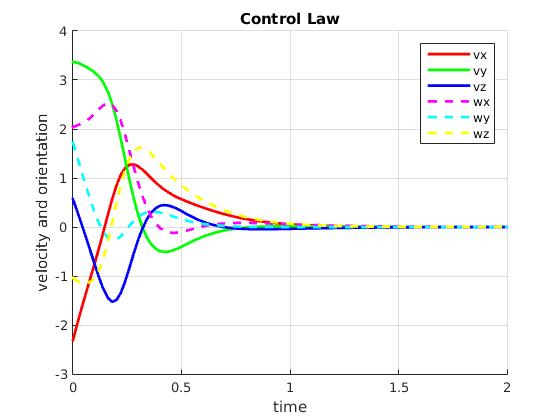 Control Law
4
3
2
1
0
-1
-2
-3
velocity and orientation
vx
vy
vz
wx
wy
wz
0
0.5
1
1.5
2
time